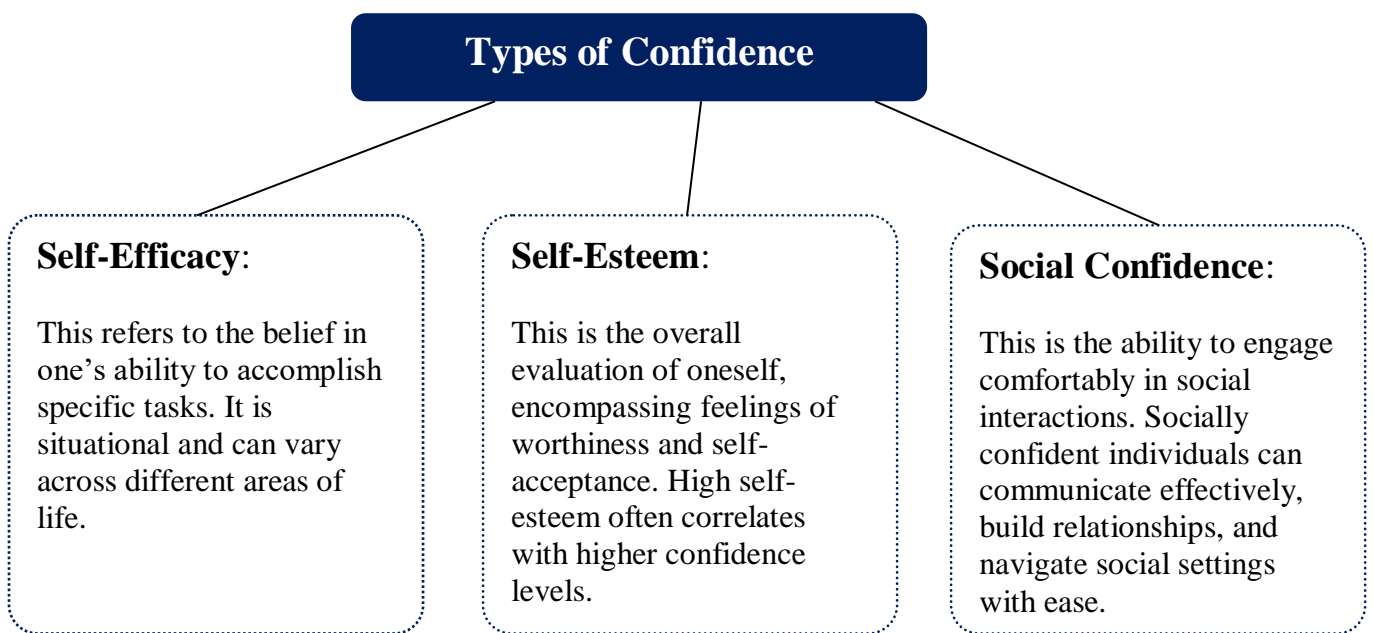 Types of Confidence
Self-Efficacy:
This refers to the belief in
one’s ability to accomplish
specific tasks. It is
situational and can vary
across different areas of
life.
Self-Esteem:
This is the overall
evaluation of oneself,
encompassing feelings of
worthiness and self-
acceptance. High self-
esteem often correlates
with higher confidence
levels.
Social Confidence:
This is the ability to engage
comfortably in social
interactions. Socially
confident individuals can
communicate effectively,
build relationships, and
navigate social settings
with ease.